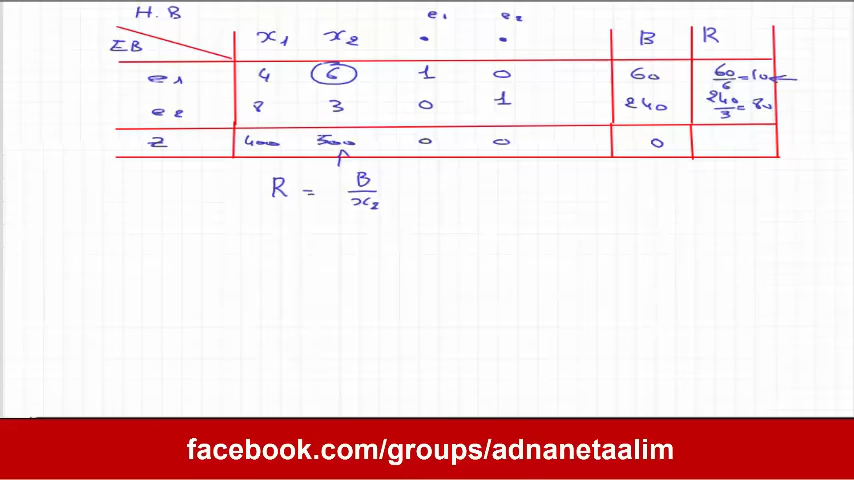 H.B
EB x1 x2 e1 e2 B R
e1 4 6 1 0 60 60/6 = 10 ←
e2 8 3 0 1 240 240/3 = 80
Z 400 500 0 0 0
R = B/x2
facebook.com/groups/adnanetaalim